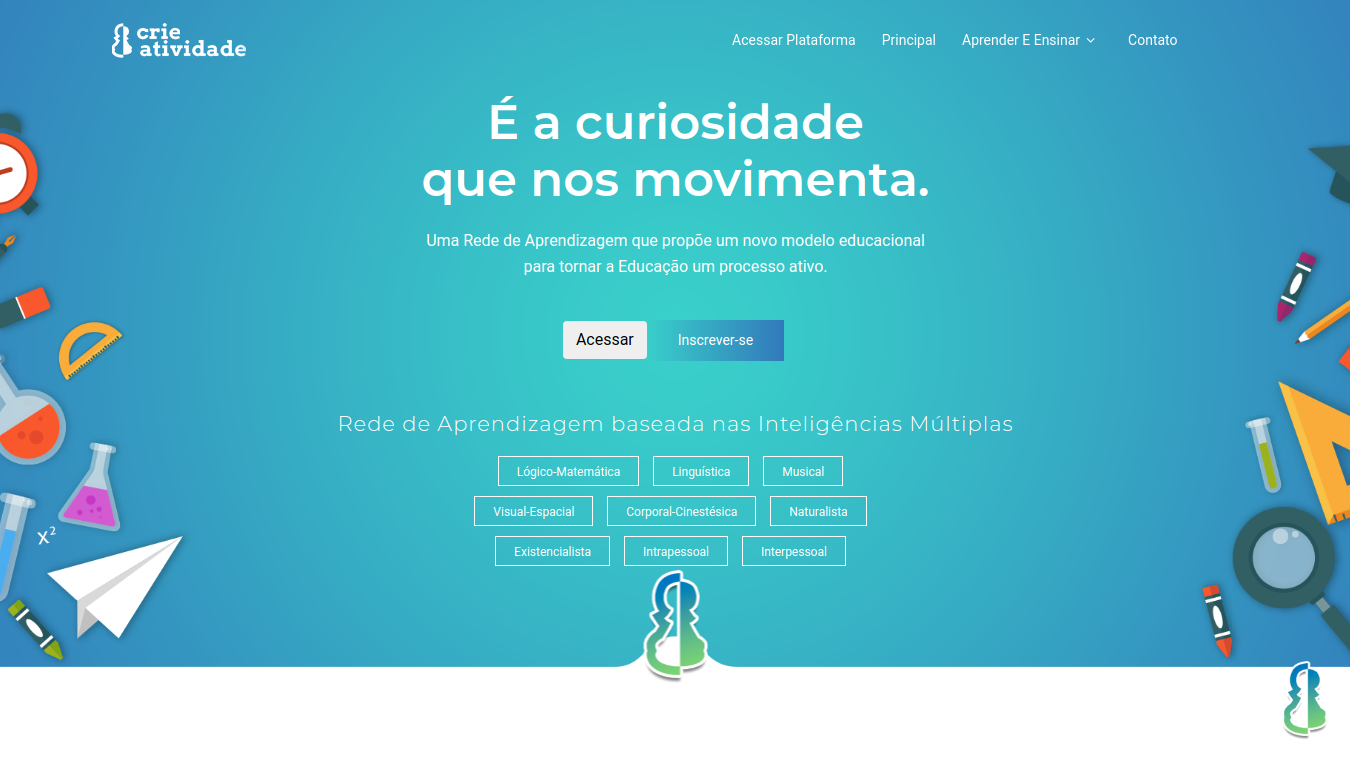 crie
atividade
Acessar Plataforma
Principal
Aprender E Ensinar
Contato
É a curiosidade
que nos movimenta.
Uma Rede de Aprendizagem que propõe um novo modelo educacional
para tornar a Educação um processo ativo.
Acessar
Inscrever-se
Rede de Aprendizagem baseada nas Inteligências Múltiplas
Lógico-Matemática
Linguística
Musical
Visual-Espacial
Corporal-Cinestésica
Naturalista
Existencialista
Intrapessoal
Interpessoal
x²